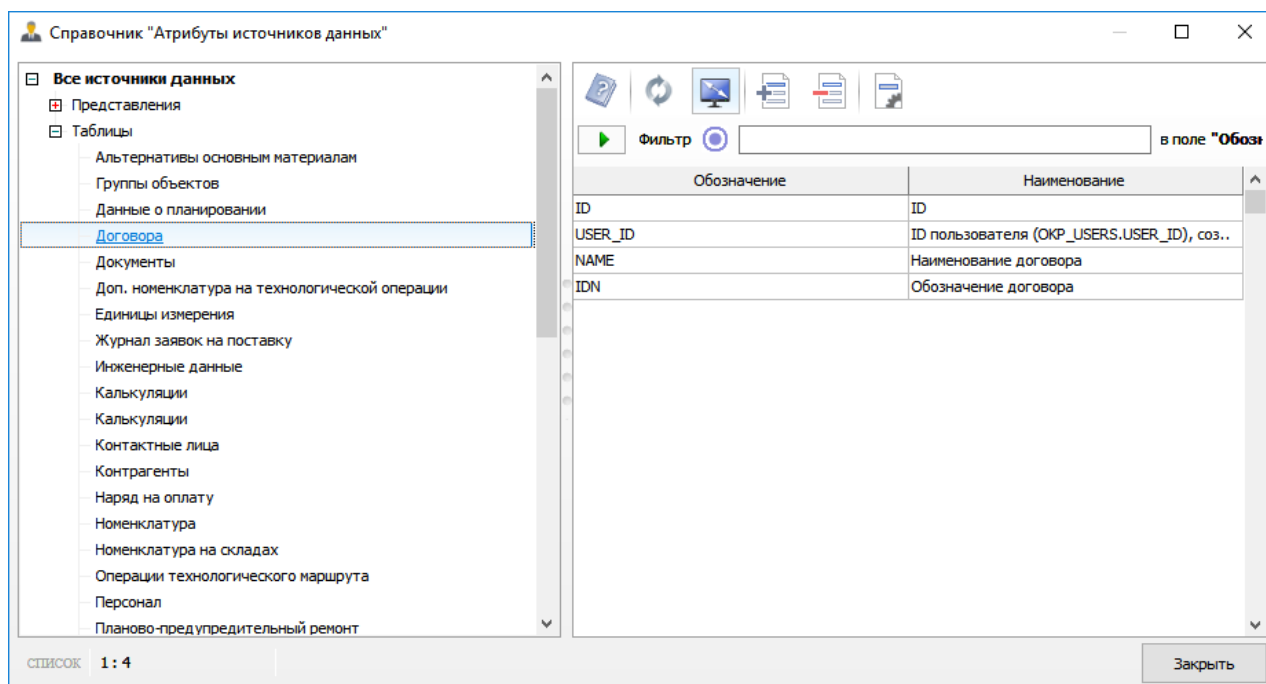 Справочник "Атрибуты источников данных"
Все источники данных
Представления
Таблицы
Альтернативы основным материалам
Группы объектов
Данные о планировании
Договора
Документы
Доп. номенклатура на технологической операции
Единицы измерения
Журнал заявок на поставку
Инженерные данные
Калькуляции
Калькуляции
Контактные лица
Контрагенты
Наряд на оплату
Номенклатура
Номенклатура на складах
Операции технологического маршрута
Персонал
Планово-предупредительный ремонт
Фильтр в поле "Обозн
Обозначение Наименование
ID ID
USER_ID ID пользователя (OKP_USERS.USER_ID), соз..
NAME Наименование договора
IDN Обозначение договора
СПИСОК 1:4
Закрыть